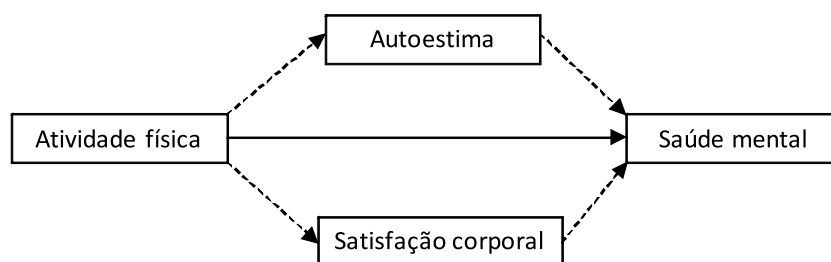 Autoestima
Atividade física
Saúde mental
Satisfação corporal